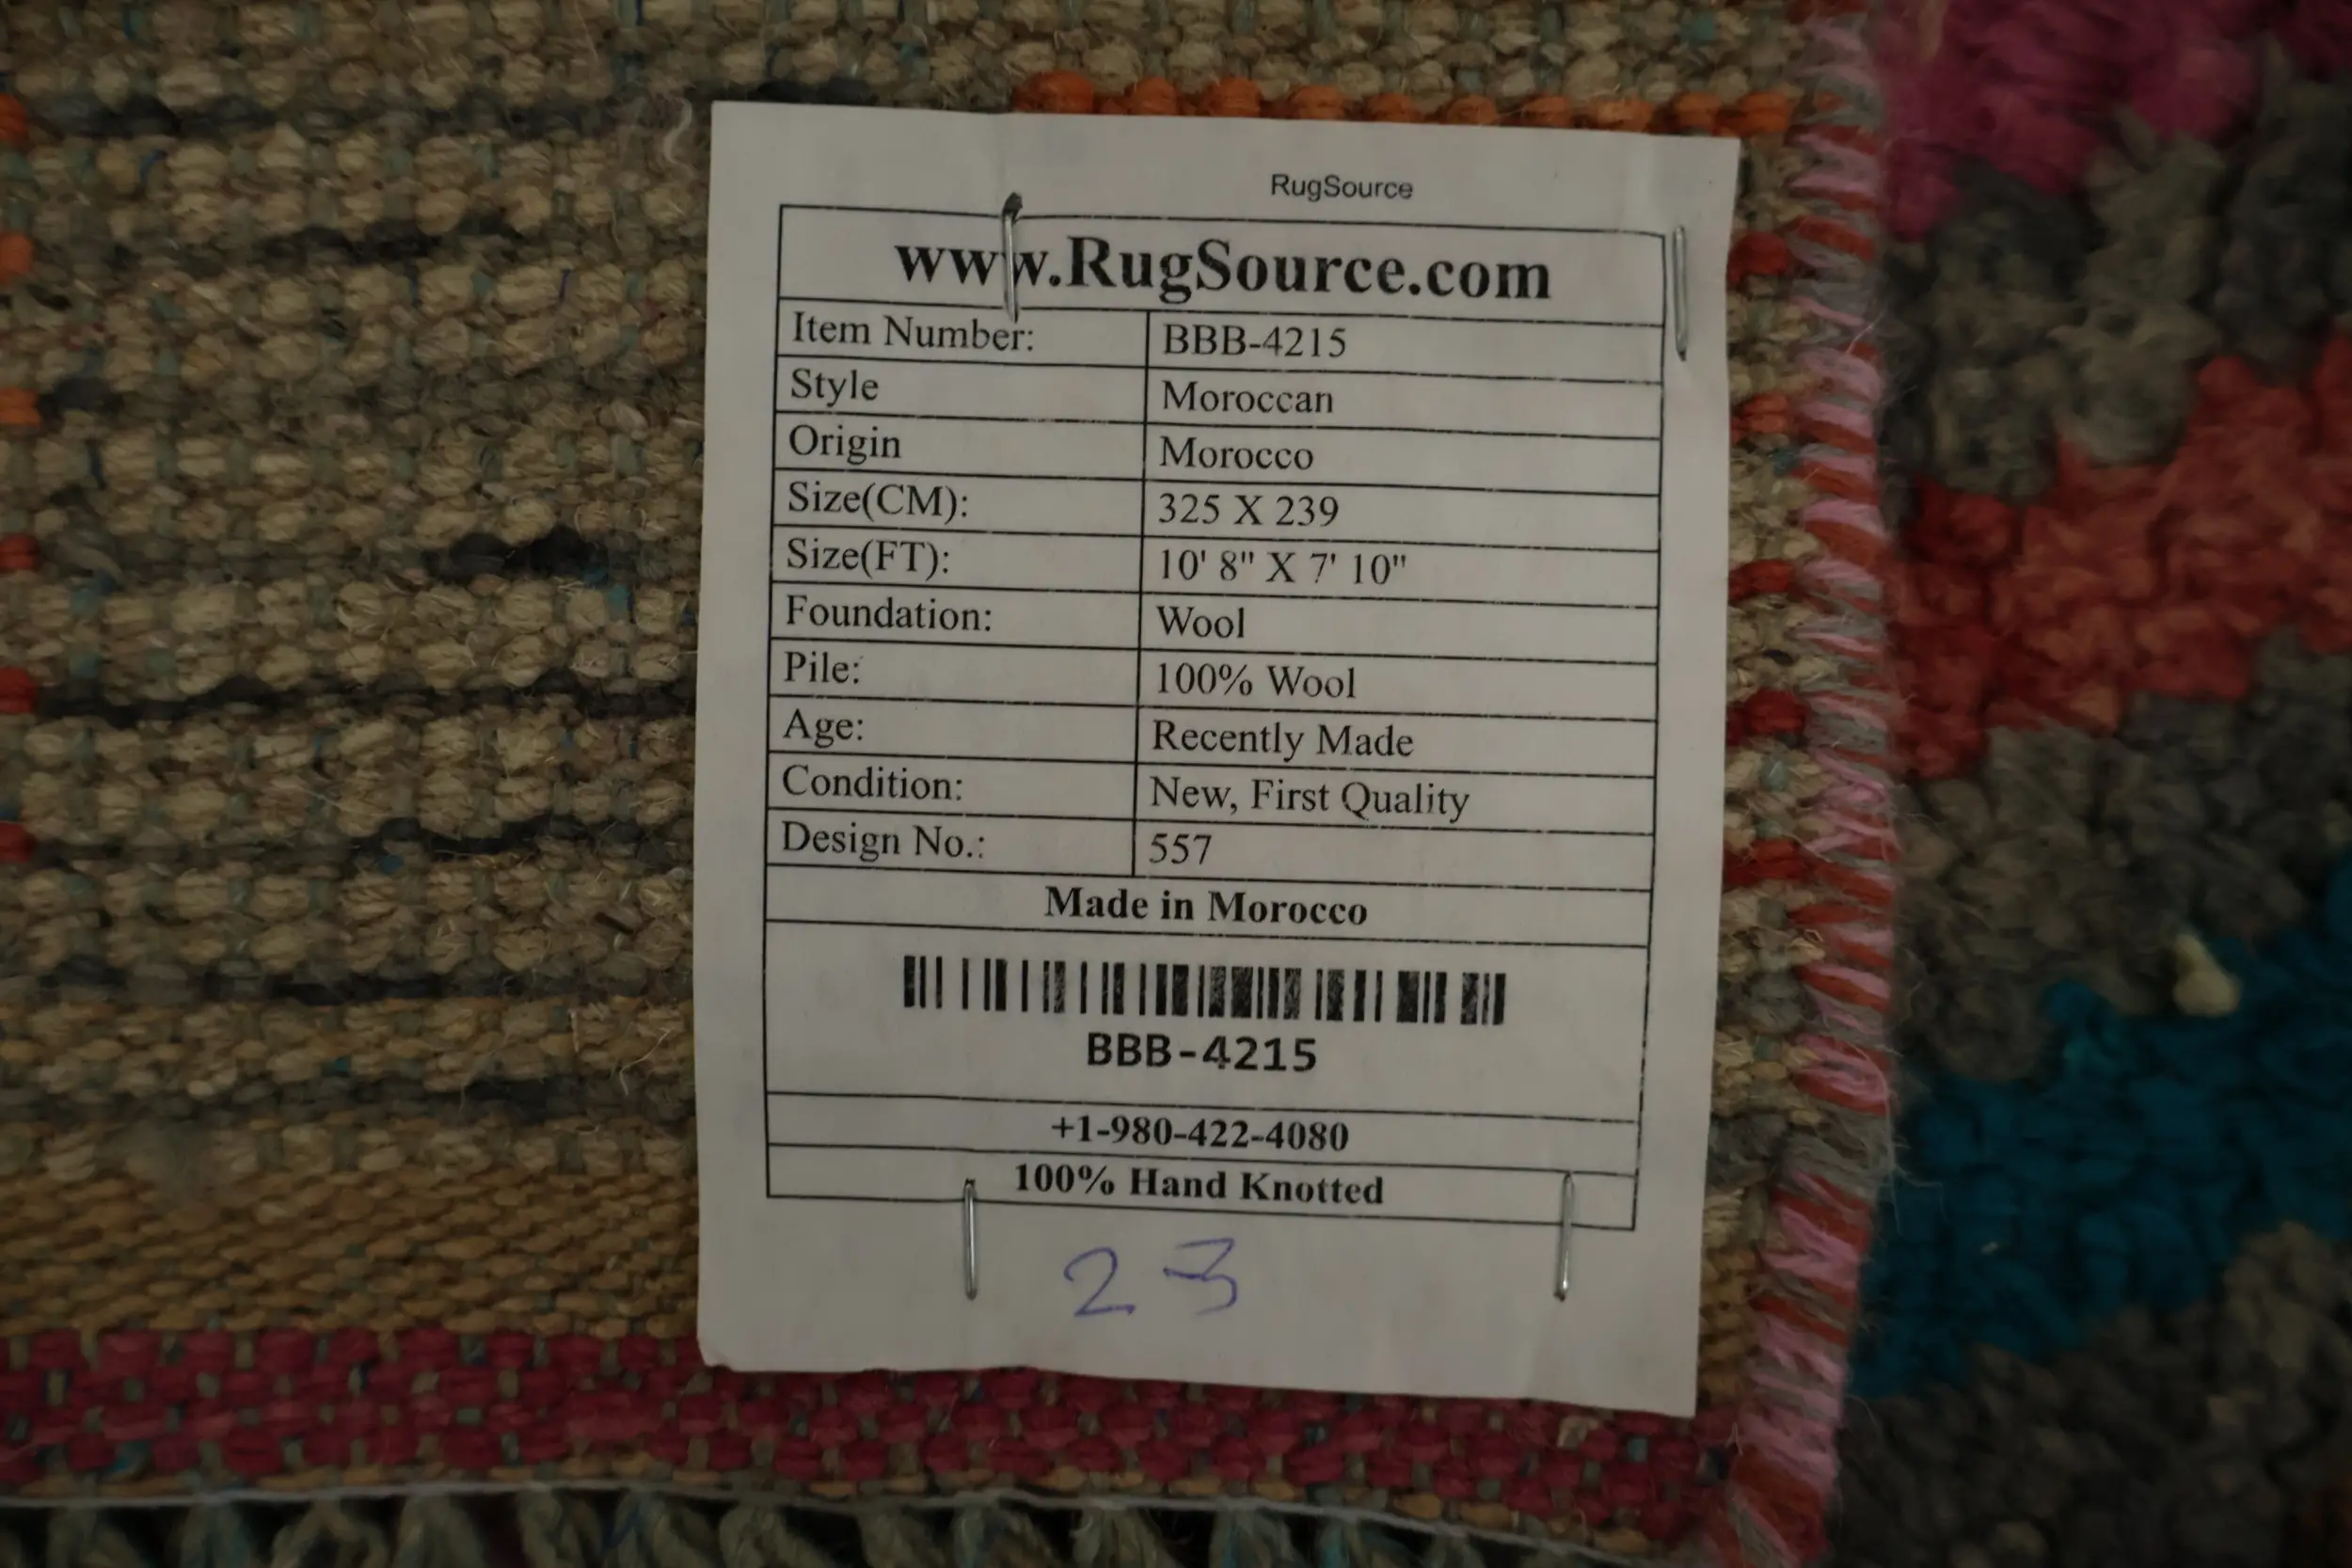 RugSource
www.RugSource.com
Item Number: BBB-4215
Style Moroccan
Origin Morocco
Size(CM): 325 X 239
Size(FT): 10' 8" X 7' 10"
Foundation: Wool
Pile: 100% Wool
Age: Recently Made
Condition: New, First Quality
Design No.: 557
Made in Morocco
BBB-4215
+1-980-422-4080
100% Hand Knotted
23